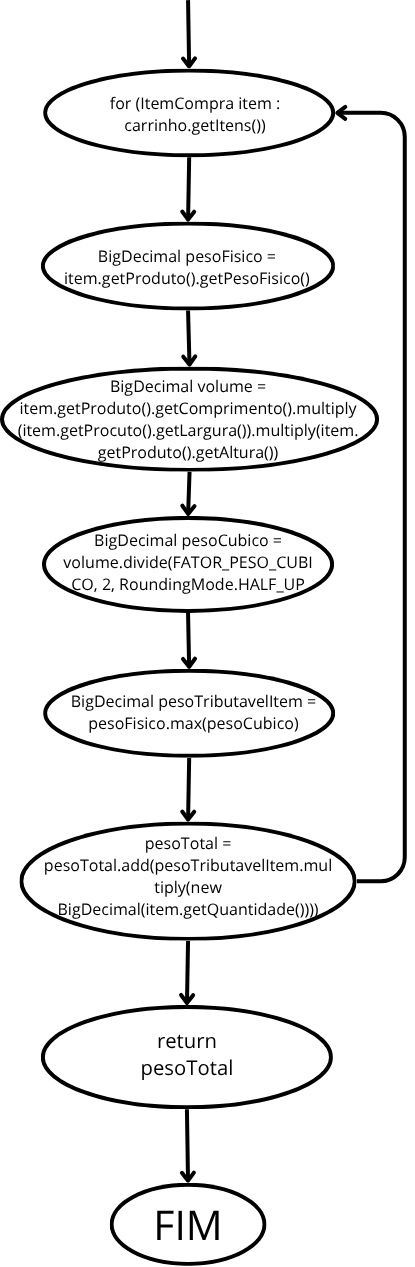 for (ItemCompra item :
carrinho.getItens())
BigDecimal pesoFisico =
item.getProduto().getPesoFisico()
BigDecimal volume =
item.getProduto().getComprimento().multiply
(item.getProcuto().getLargura()).multiply(item.
getProduto().getAltura())
BigDecimal pesoCubico =
volume.divide(FATOR_PESO_CUBI
CO, 2, RoundingMode.HALF_UP
BigDecimal pesoTributavelItem =
pesoFisico.max(pesoCubico)
pesoTotal =
pesoTotal.add(pesoTributavelItem.mul
tiply(new
BigDecimal(item.getQuantidade())))
return
pesoTotal
FIM